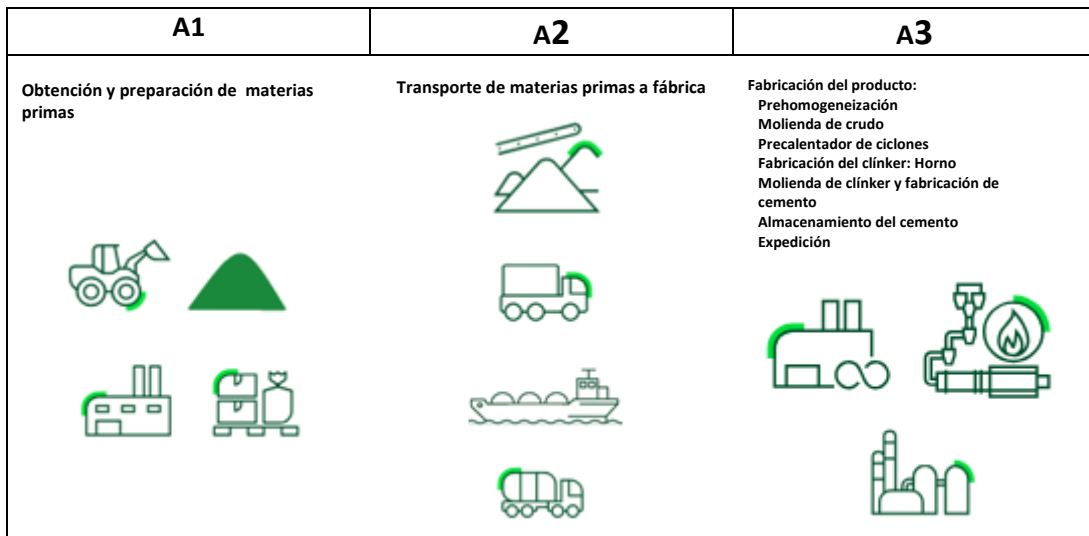 A1
A2
A3
Obtención y preparación de materias
primas
Transporte de materias primas a fábrica
Fabricación del producto:
Prehomogeneización
Molienda de crudo
Precalentador de ciclones
Fabricación del clínker: Horno
Molienda de clínker y fabricación de
cemento
Almacenamiento del cemento
Expedición